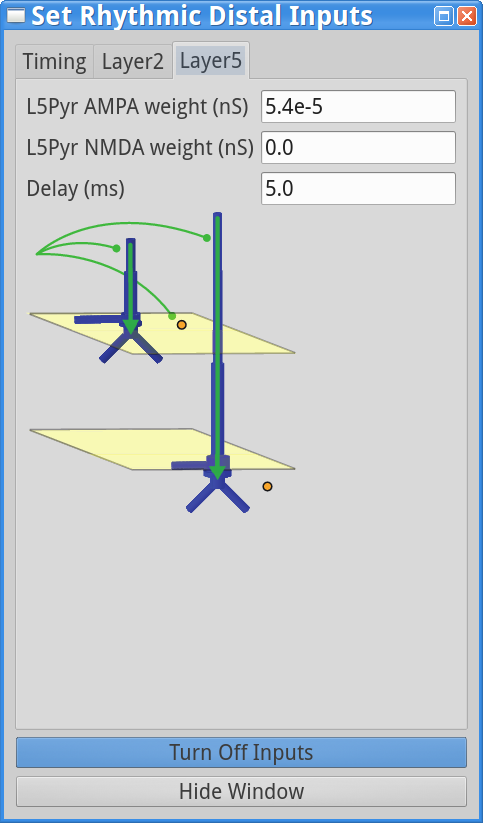 Set Rhythmic Distal Inputs
Timing Layer2 Layer5
L5Pyr AMPA weight (nS) 5.4e-5
L5Pyr NMDA weight (nS) 0.0
Delay (ms) 5.0
Turn Off Inputs
Hide Window